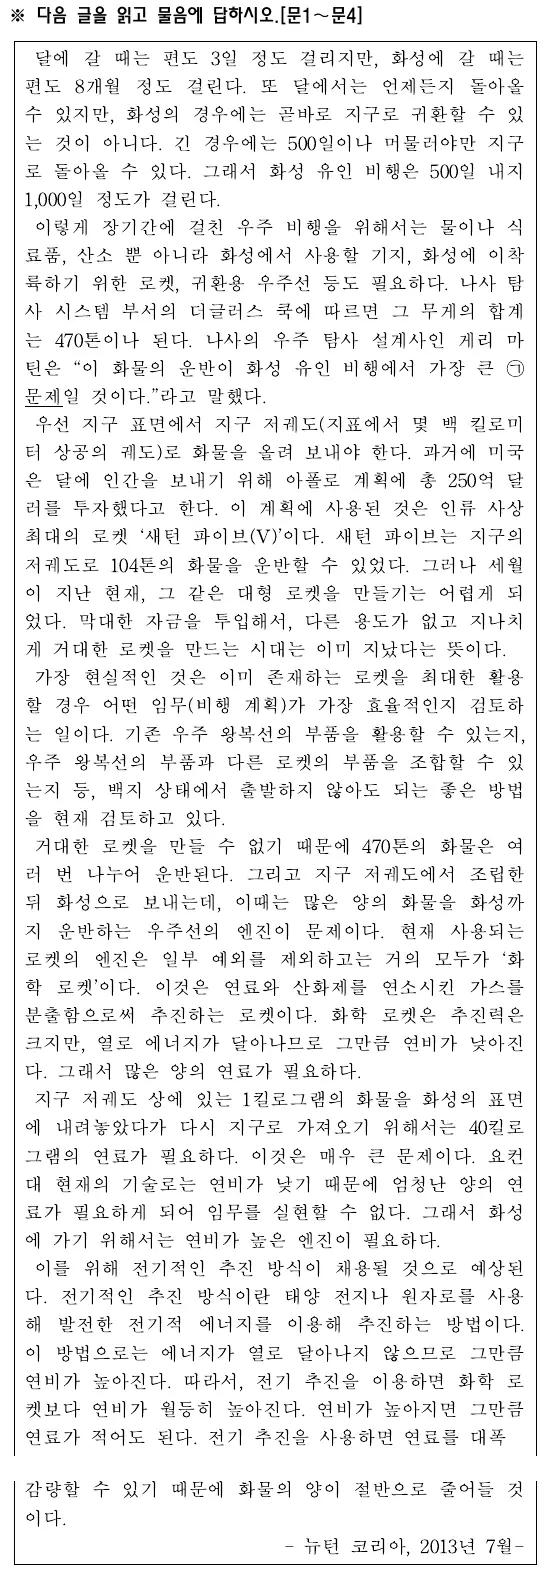 ※ 다음 글을 읽고 물음에 답하시오.[문1～문4]
달에 갈 때는 편도 3일 정도 걸리지만, 화성에 갈 때는
편도 8개월 정도 걸린다. 또 달에서는 언제든지 돌아올
수 있지만, 화성의 경우에는 곧바로 지구로 귀환할 수 있
는 것이 아니다. 긴 경우에는 500일이나 머물러야만 지구
로 돌아올 수 있다. 그래서 화성 유인 비행은 500일 내지
1,000일 정도가 걸린다.
이렇게 장기간에 걸친 우주 비행을 위해서는 물이나 식
료품, 산소 뿐 아니라 화성에서 사용할 기지, 화성에 이착
륙하기 위한 로켓, 귀환용 우주선 등도 필요하다. 나사 탐
사 시스템 부서의 더글러스 쿡에 따르면 그 무게의 합계
는 470톤이나 된다. 나사의 우주 탐사 설계사인 게리 마
틴은 “이 화물의 운반이 화성 유인 비행에서 가장 큰 ㉠
문제일 것이다.”라고 말했다.
우선 지구 표면에서 지구 저궤도(지표에서 몇 백 킬로미
터 상공의 궤도)로 화물을 올려 보내야 한다. 과거에 미국
은 달에 인간을 보내기 위해 아폴로 계획에 총 250억 달
러를 투자했다고 한다. 이 계획에 사용된 것은 인류 사상
최대의 로켓 ‘새턴 파이브(V)’이다. 새턴 파이브는 지구의
저궤도로 104톤의 화물을 운반할 수 있었다. 그러나 세월
이 지난 현재, 그 같은 대형 로켓을 만들기는 어렵게 되
었다. 막대한 자금을 투입해서, 다른 용도가 없고 지나치
게 거대한 로켓을 만드는 시대는 이미 지났다는 뜻이다.
가장 현실적인 것은 이미 존재하는 로켓을 최대한 활용
할 경우 어떤 임무(비행 계획)가 가장 효율적인지 검토하
는 일이다. 기존 우주 왕복선의 부품을 활용할 수 있는지,
우주 왕복선의 부품과 다른 로켓의 부품을 조합할 수 있
는지 등, 백지 상태에서 출발하지 않아도 되는 좋은 방법
을 현재 검토하고 있다.
거대한 로켓을 만들 수 없기 때문에 470톤의 화물은 여
러 번 나누어 운반된다. 그리고 지구 저궤도에서 조립한
뒤 화성으로 보내는데, 이때는 많은 양의 화물을 화성까
지 운반하는 우주선의 엔진이 문제이다. 현재 사용되는
로켓의 엔진은 일부 예외를 제외하고는 거의 모두가 ‘화
학 로켓’이다. 이것은 연료와 산화제를 연소시킨 가스를
분출함으로써 추진하는 로켓이다. 화학 로켓은 추진력은
크지만, 열로 에너지가 달아나므로 그만큼 연비가 낮아진
다. 그래서 많은 양의 연료가 필요하다.
지구 저궤도 상에 있는 1킬로그램의 화물을 화성의 표면
에 내려놓았다가 다시 지구로 가져오기 위해서는 40킬로
그램의 연료가 필요하다. 이것은 매우 큰 문제이다. 요컨
대 현재의 기술로는 연비가 낮기 때문에 엄청난 양의 연
료가 필요하게 되어 임무를 실현할 수 없다. 그래서 화성
에 가기 위해서는 연비가 높은 엔진이 필요하다.
이를 위해 전기적인 추진 방식이 채용될 것으로 예상된
다. 전기적인 추진 방식이란 태양 전지나 원자로를 사용
해 발전한 전기적 에너지를 이용해 추진하는 방법이다.
이 방법으로는 에너지가 열로 달아나지 않으므로 그만큼
연비가 높아진다. 따라서, 전기 추진을 이용하면 화학 로
켓보다 연비가 월등히 높아진다. 연비가 높아지면 그만큼
연료가 적어도 된다. 전기 추진을 사용하면 연료를 대폭
감량할 수 있기 때문에 화물의 양이 절반으로 줄어들 것
이다.
- 뉴턴 코리아, 2013년 7월-